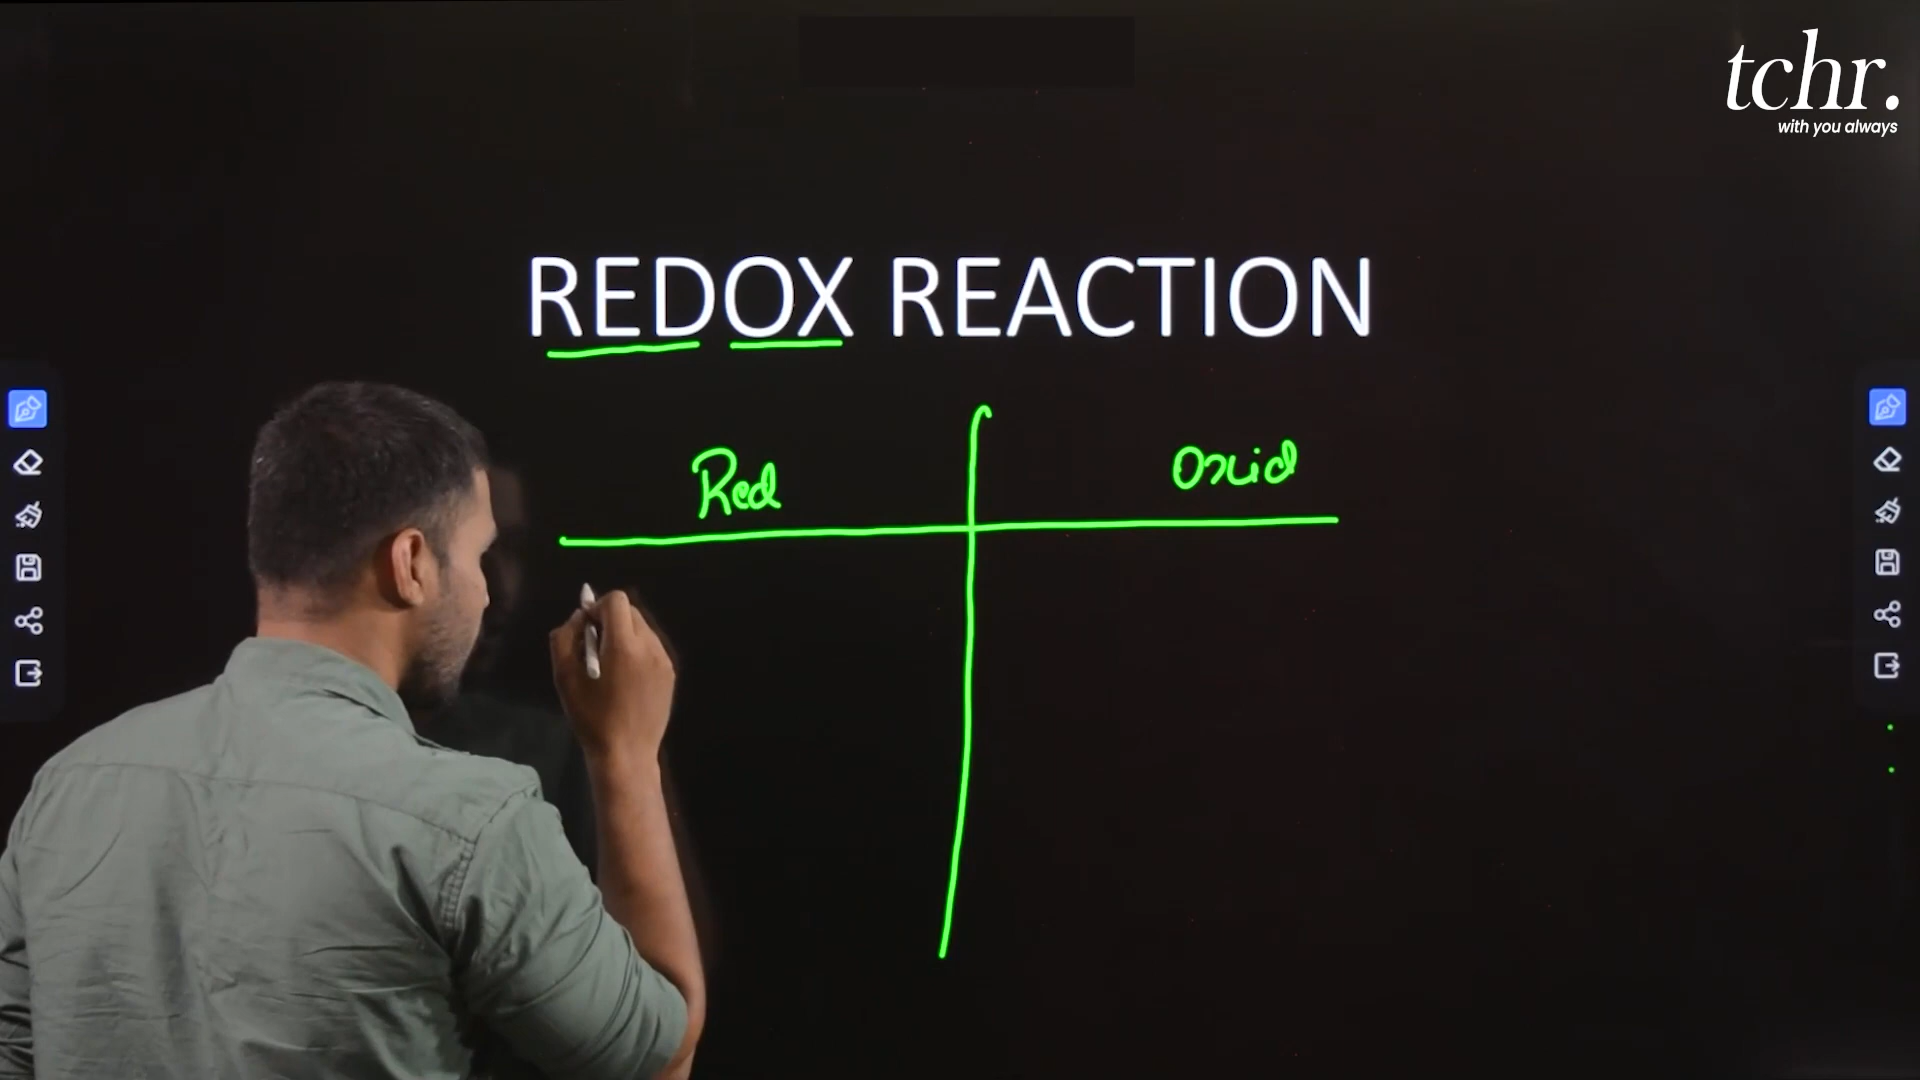 tchr.
with you always
REDOX REACTION
Red
Oxid